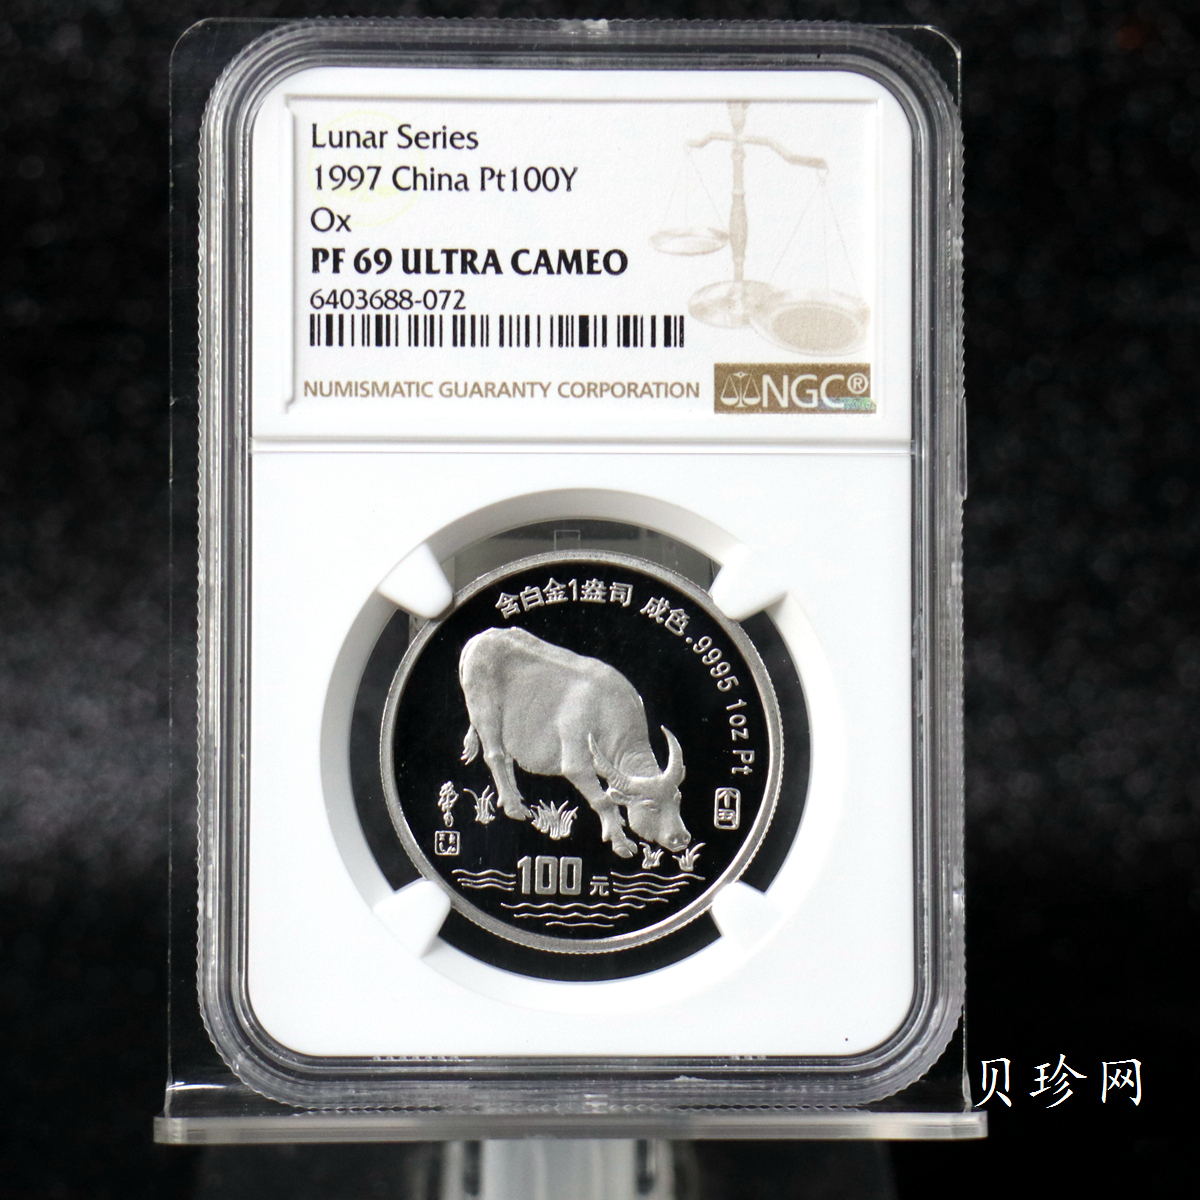 Lunar Series
1997 China Pt100Y
Ox
PF 69 ULTRA CAMEO
6403688-072
NUMISMATIC GUARANTY CORPORATION
NGC®
含白金1盎司 成色.9995 1oz Pt
100元
贝珍网